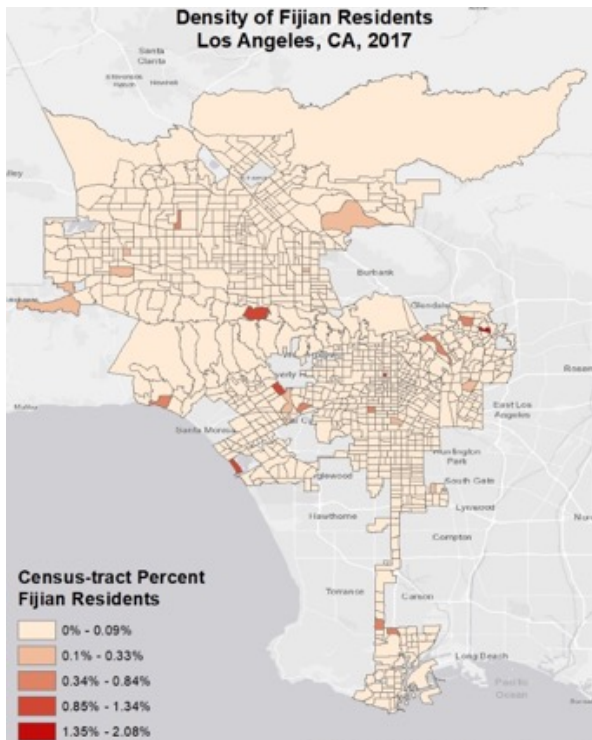 Density of Fijian Residents
Los Angeles, CA, 2017
Santa
Clarita
Burbank
Glendale
East Los
Angeles
Santa Monica
Huntington
Park
South Gate
Lynwood
Hawthorne
Compton
Torrance
Carson
Long Beach
Pacific
Ocean
Census-tract Percent
Fijian Residents
0% - 0.09%
0.1% - 0.33%
0.34% - 0.84%
0.85% - 1.34%
1.35% - 2.08%